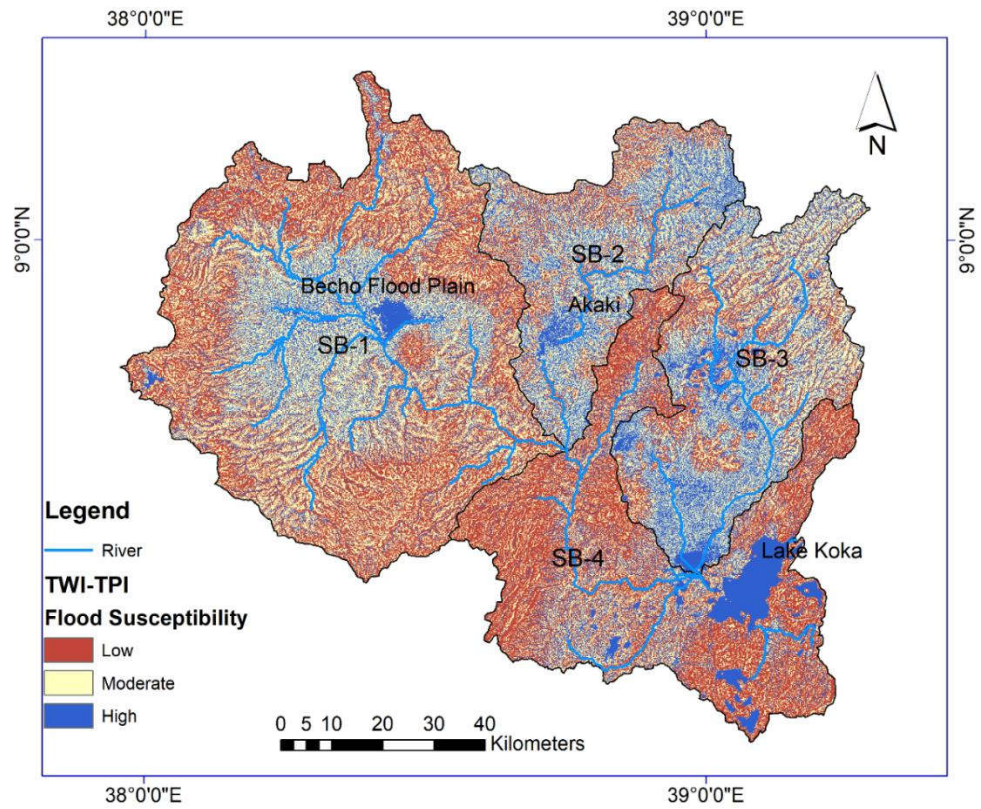 38°0'0"E 39°0'0"E
N
9°0'0"N 9°0'0"N
SB-2
Becho Flood Plain
Akaki
SB-1
SB-3
Legend
River
Lake Koka
SB-4
TWI-TPI
Flood Susceptibility
Low
Moderate
High
0 5 10 20 30 40
Kilometers
38°0'0"E 39°0'0"E